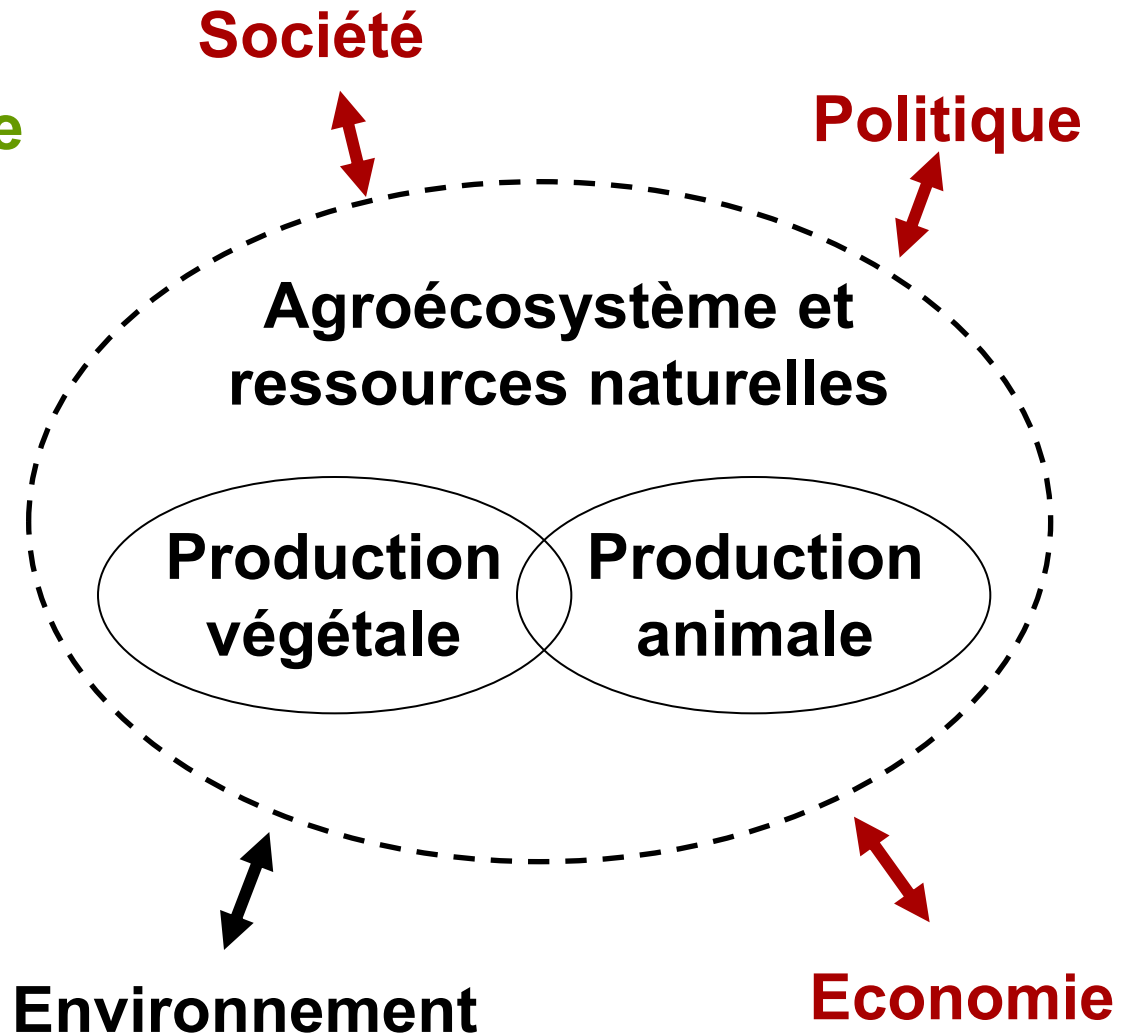 Société
e
Politique
Agroécosystème et
ressources naturelles
Production
végétale
Production
animale
Environnement
Economie